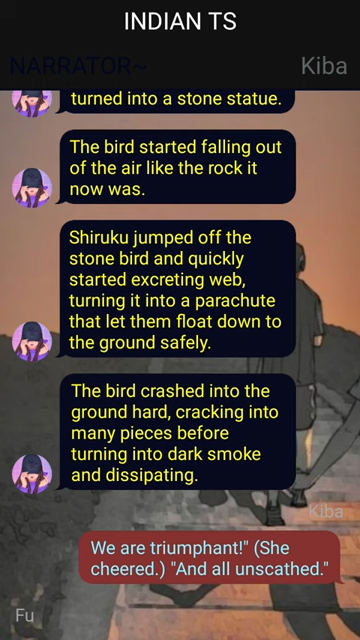 INDIAN TS
NARRATOR~
Kiba
turned into a stone statue.
The bird started falling out
of the air like the rock it
now was.
Shiruku jumped off the
stone bird and quickly
started excreting web,
turning it into a parachute
that let them float down to
the ground safely.
The bird crashed into the
ground hard, cracking into
many pieces before
turning into dark smoke
and dissipating.
Kiba
We are triumphant!" (She
cheered.) "And all unscathed."
Fu